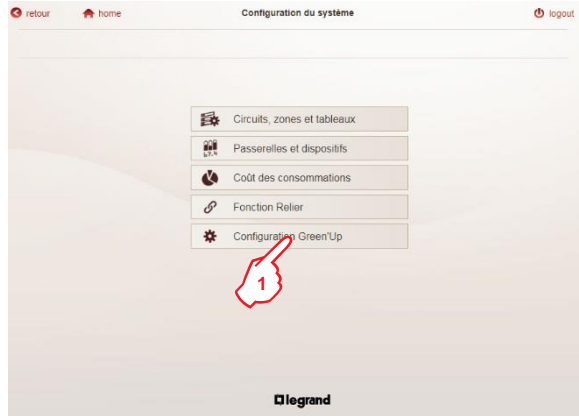 retour home Configuration du système logout
Circuits, zones et tableaux
Passerelles et dispositifs
Coût des consommations
Fonction Relier
Configuration Green'Up
1
legrand